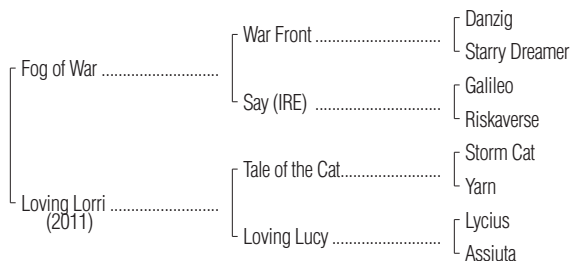 Danzig
War Front
Starry Dreamer
Fog of War
Galileo
Say (IRE)
Riskaverse
Storm Cat
Tale of the Cat
Yarn
Loving Lorri
(2011)
Lycius
Loving Lucy
Assiuta